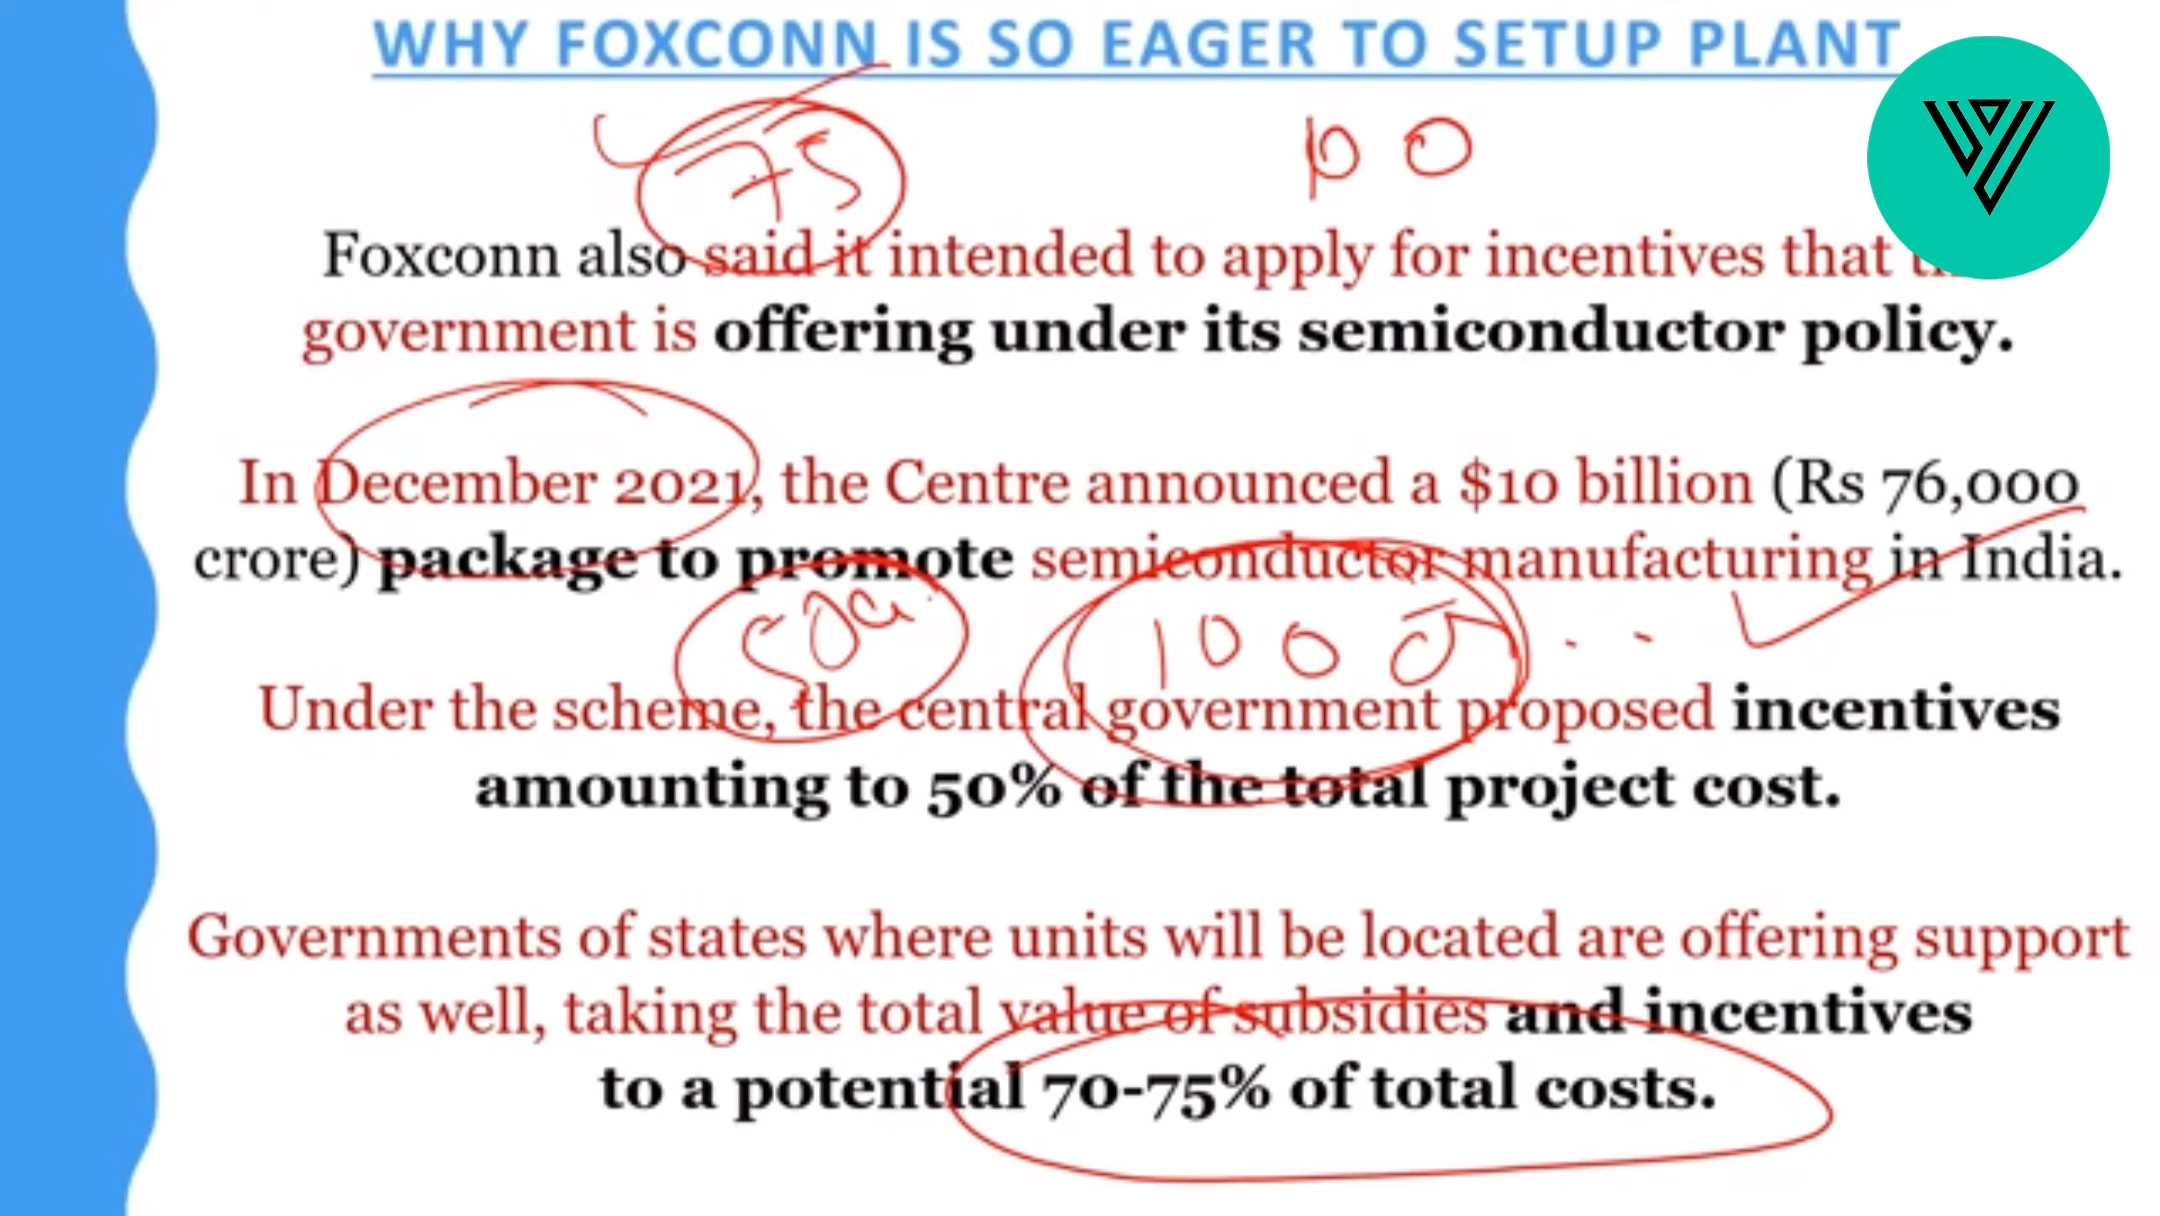 WHY FOXCONN IS SO EAGER TO SETUP PLANT
75 100
Foxconn also said it intended to apply for incentives that
government is offering under its semiconductor policy.
In December 2021, the Centre announced a $10 billion (Rs 76,000
crore) package to promote semiconductor manufacturing in India.
1000
Under the scheme, the central government proposed incentives
amounting to 50% of the total project cost.
Governments of states where units will be located are offering support
as well, taking the total value of subsidies and incentives
to a potential 70-75% of total costs.